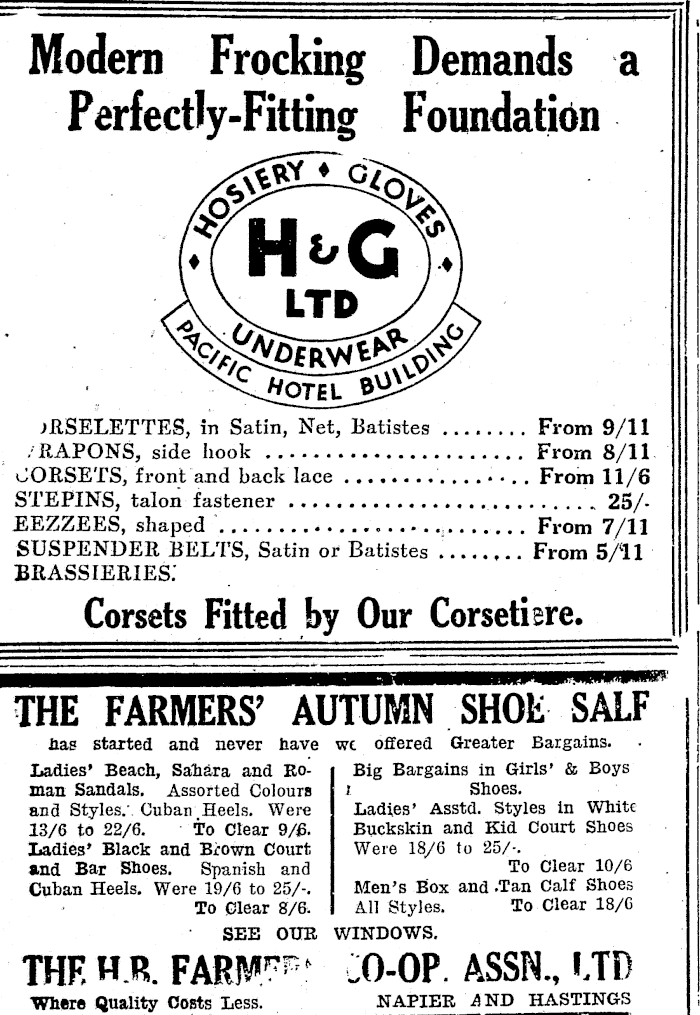 Modern Frocking Demands a
Perfectly-Fitting Foundation
HOSIERY ♦ GLOVES
H & G
LTD
UNDERWEAR
PACIFIC HOTEL BUILDING
ORSELETTES, in Satin, Net, Batistes ........ From 9/11
RAPONS, side hook ...................... From 8/11
CORSETS, front and back lace ................ From 11/6
STEPINS, talon fastener .......................... 25/-
EEZZEES, shaped ........................ From 7/11
SUSPENDER BELTS, Satin or Batistes ........ From 5/11
BRASSIERIES.
Corsets Fitted by Our Corsetiere.
THE FARMERS' AUTUMN SHOE SALE
has started and never have we offered Greater Bargains.
Ladies' Beach, Sahara and Ro-
man Sandals. Assorted Colours
and Styles. Cuban Heels. Were
13/6 to 22/6. To Clear 9/6.
Ladies' Black and Brown Court
and Bar Shoes. Spanish and
Cuban Heels. Were 19/6 to 25/-.
To Clear 8/6.
Big Bargains in Girls' & Boys
Shoes.
Ladies' Asstd. Styles in White
Buckskin and Kid Court Shoes
Were 18/6 to 25/-.
To Clear 10/6
Men's Box and Tan Calf Shoes
All Styles. To Clear 18/6
SEE OUR WINDOWS.
THE H.B. FARMERS' CO-OP. ASSN., LTD
Where Quality Costs Less.
NAPIER AND HASTINGS